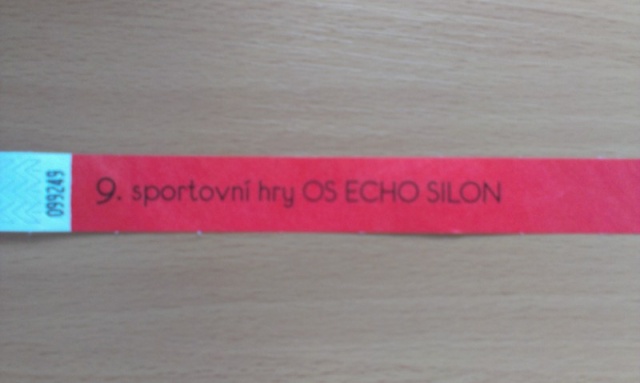 099249
9. sportovní hry OS ECHO SILON